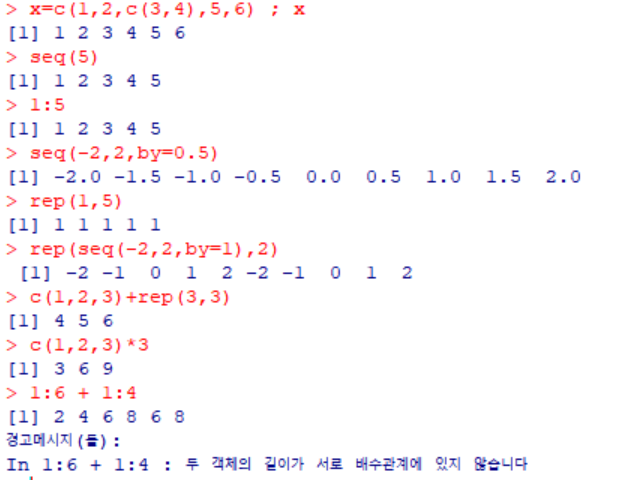 > x=c(1,2,c(3,4),5,6) ; x
[1] 1 2 3 4 5 6
> seq(5)
[1] 1 2 3 4 5
> 1:5
[1] 1 2 3 4 5
> seq(-2,2,by=0.5)
[1] -2.0 -1.5 -1.0 -0.5  0.0  0.5  1.0  1.5  2.0
> rep(1,5)
[1] 1 1 1 1 1
> rep(seq(-2,2,by=1),2)
 [1] -2 -1  0  1  2 -2 -1  0  1  2
> c(1,2,3)+rep(3,3)
[1] 4 5 6
> c(1,2,3)*3
[1] 3 6 9
> 1:6 + 1:4
[1] 2 4 6 8 6 8
경고메시지(들):
In 1:6 + 1:4 : 두 객체의 길이가 서로 배수관계에 있지 않습니다